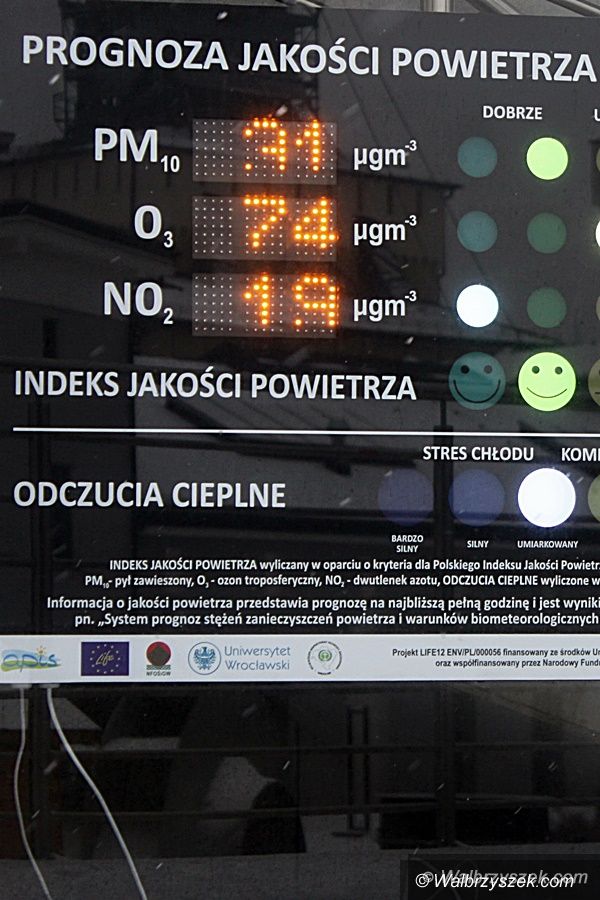 PROGNOZA JAKOŚCI POWIETRZA
DOBRZE
PM10 31 µgm-3
O3 74 µgm-3
NO2 19 µgm-3
INDEKS JAKOŚCI POWIETRZA
STRES CHŁODU
ODCZUCIA CIEPLNE
BARDZO SILNY SILNY UMIARKOWANY
INDEKS JAKOŚCI POWIETRZA wyliczany w oparciu o kryteria dla Polskiego Indeksu Jakości
PM10- pył zawieszony, O3 - ozon troposferyczny, NO2 - dwutlenek azotu, ODCZUCIA CIEPLNE wyliczone
Informacja o jakości powietrza przedstawia prognozę na najbliższą pełną godzinę i jest
pn. „System prognoz stężeń zanieczyszczeń powietrza i warunków biometeorologicznych
apis Life NFOŚiGW Uniwersytet Wrocławski
Projekt LIFE12 ENV/PL/000056 finansowany ze środków
oraz współfinansowany przez Narodowy
© Walbrzyszek.com